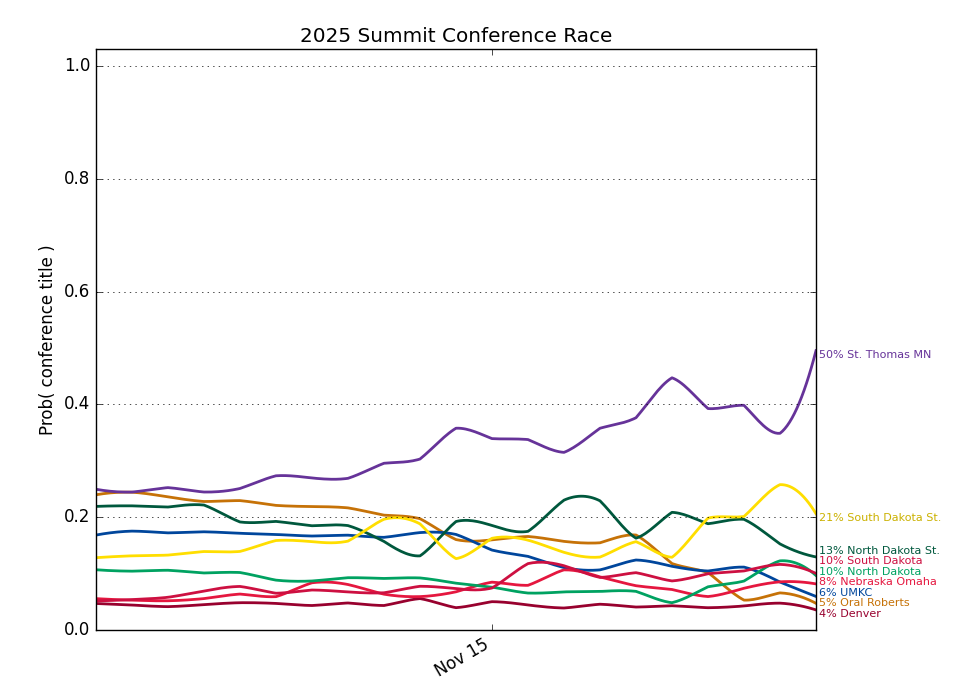 2025 Summit Conference Race
1.0
0.8
0.6
0.4
0.2
0.0
Prob( conference title )
Nov 15
50% St. Thomas MN
21% South Dakota St.
13% North Dakota St.
10% South Dakota
10% North Dakota
8% Nebraska Omaha
6% UMKC
5% Oral Roberts
4% Denver